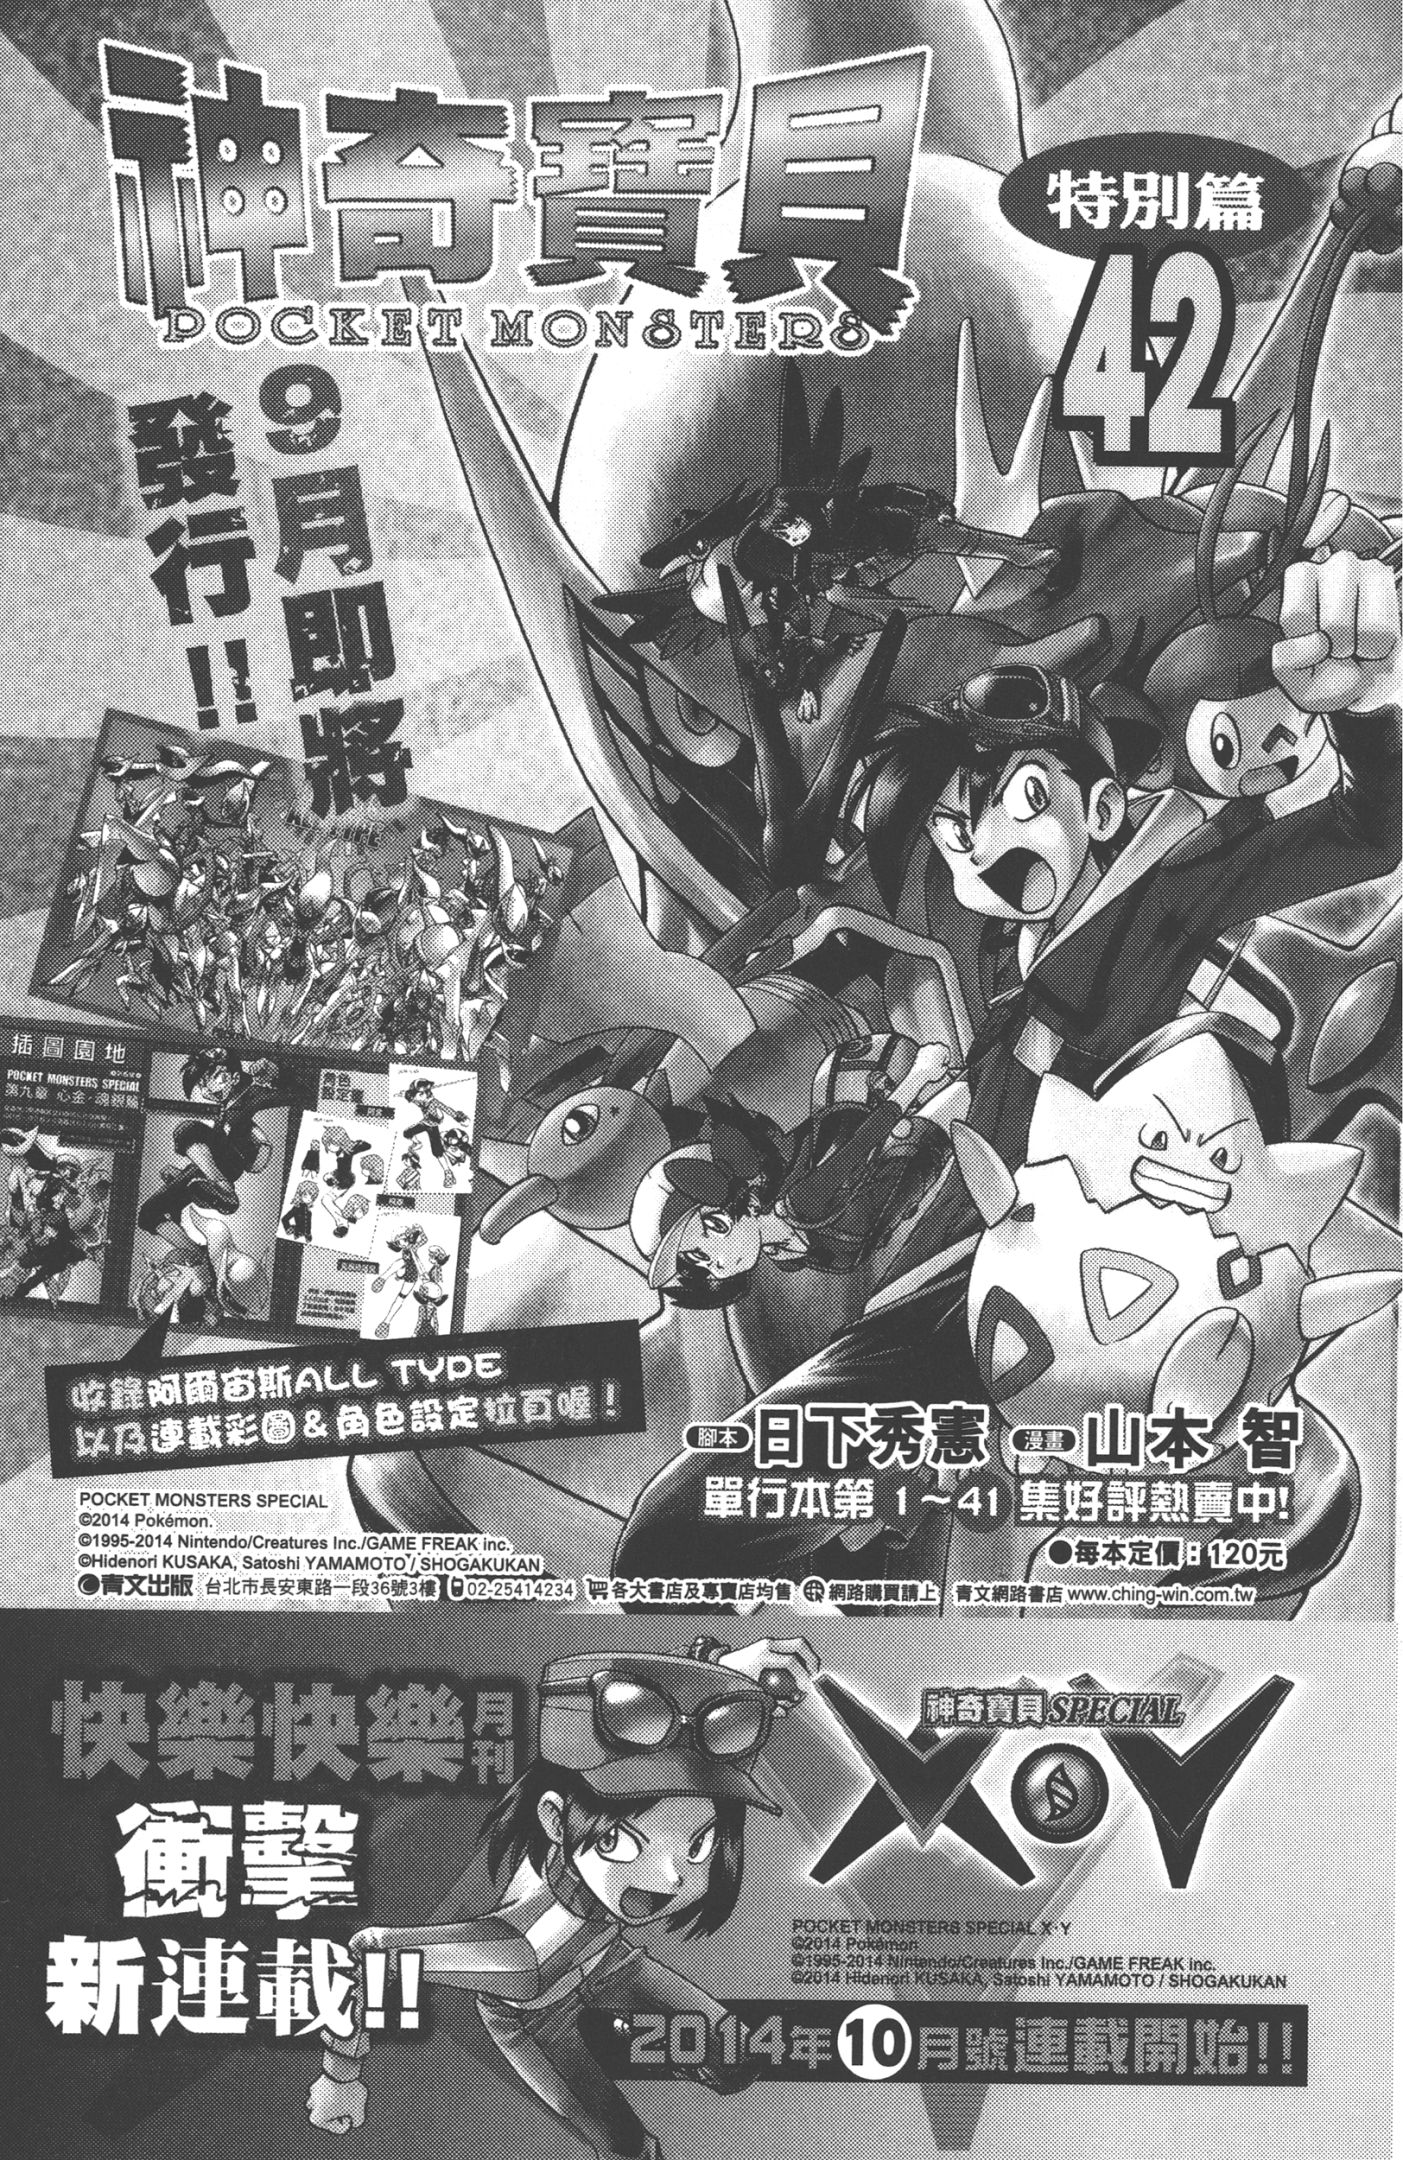 神奇寶貝
POCKET MONSTERS
特別篇
42
9月即將
發行!!
插圖園地
POCKET MONSTERS SPECIAL
第九章 心金·魂銀篇
收錄阿爾宙斯ALL TYPE
以及連載彩圖&角色設定拉頁喔！
腳本 日下秀憲 漫畫 山本 智
單行本第 1～41 集好評熱賣中!
●每本定價：120元
POCKET MONSTERS SPECIAL
©2014 Pokémon.
©1995-2014 Nintendo/Creatures Inc./GAME FREAK inc.
©Hidenori KUSAKA, Satoshi YAMAMOTO / SHOGAKUKAN
青文出版 台北市長安東路一段36號3樓 02-25414234 各大書店及專賣店均售 網路購買請上 青文網路書店 www.ching-win.com.tw
快樂快樂月刊
衝擊
新連載!!
神奇寶貝SPECIAL
X・Y
POCKET MONSTERS SPECIAL X·Y
©2014 Pokémon
©1995-2014 Nintendo/Creatures Inc./GAME FREAK inc.
©2014 Hidenori KUSAKA, Satoshi YAMAMOTO / SHOGAKUKAN
2014年10月號連載開始!!